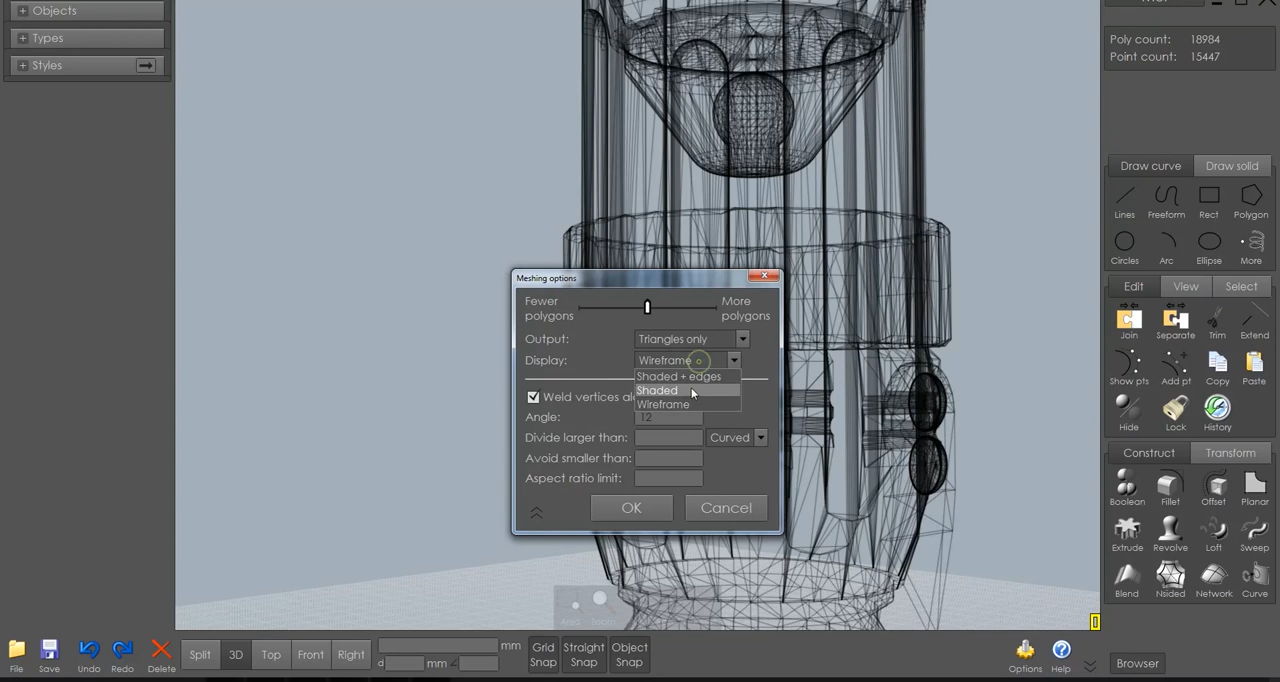 Objects
Types
Styles
Poly count: 18984
Point count: 15447
Draw curve Draw solid
Lines Freeform Rect Polygon
Circles Arc Ellipse More
Edit View Select
Join Separate Trim Extend
Show pts Add pt Copy Paste
Hide Lock History
Construct Transform
Boolean Fillet Offset Planar
Extrude Revolve Loft Sweep
Blend Nsided Network Curve
Meshing options
Fewer polygons More polygons
Output: Triangles only
Display: Wireframe
Shaded + edges
Shaded
Wireframe
Weld vertices al
Angle: 12
Divide larger than: Curved
Avoid smaller than:
Aspect ratio limit:
OK Cancel
Area Zoom
File Save Undo Redo Delete
Split 3D Top Front Right
mm
d mm
Grid Snap Straight Snap Object Snap
Options Help
Browser